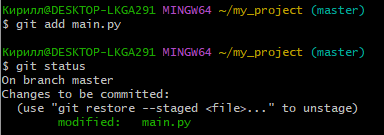 Кирилл@DESKTOP-LKGA291 MINGW64 ~/my_project (master)
$ git add main.py
Кирилл@DESKTOP-LKGA291 MINGW64 ~/my_project (master)
$ git status
On branch master
Changes to be committed:
  (use "git restore --staged <file>..." to unstage)
        modified:   main.py